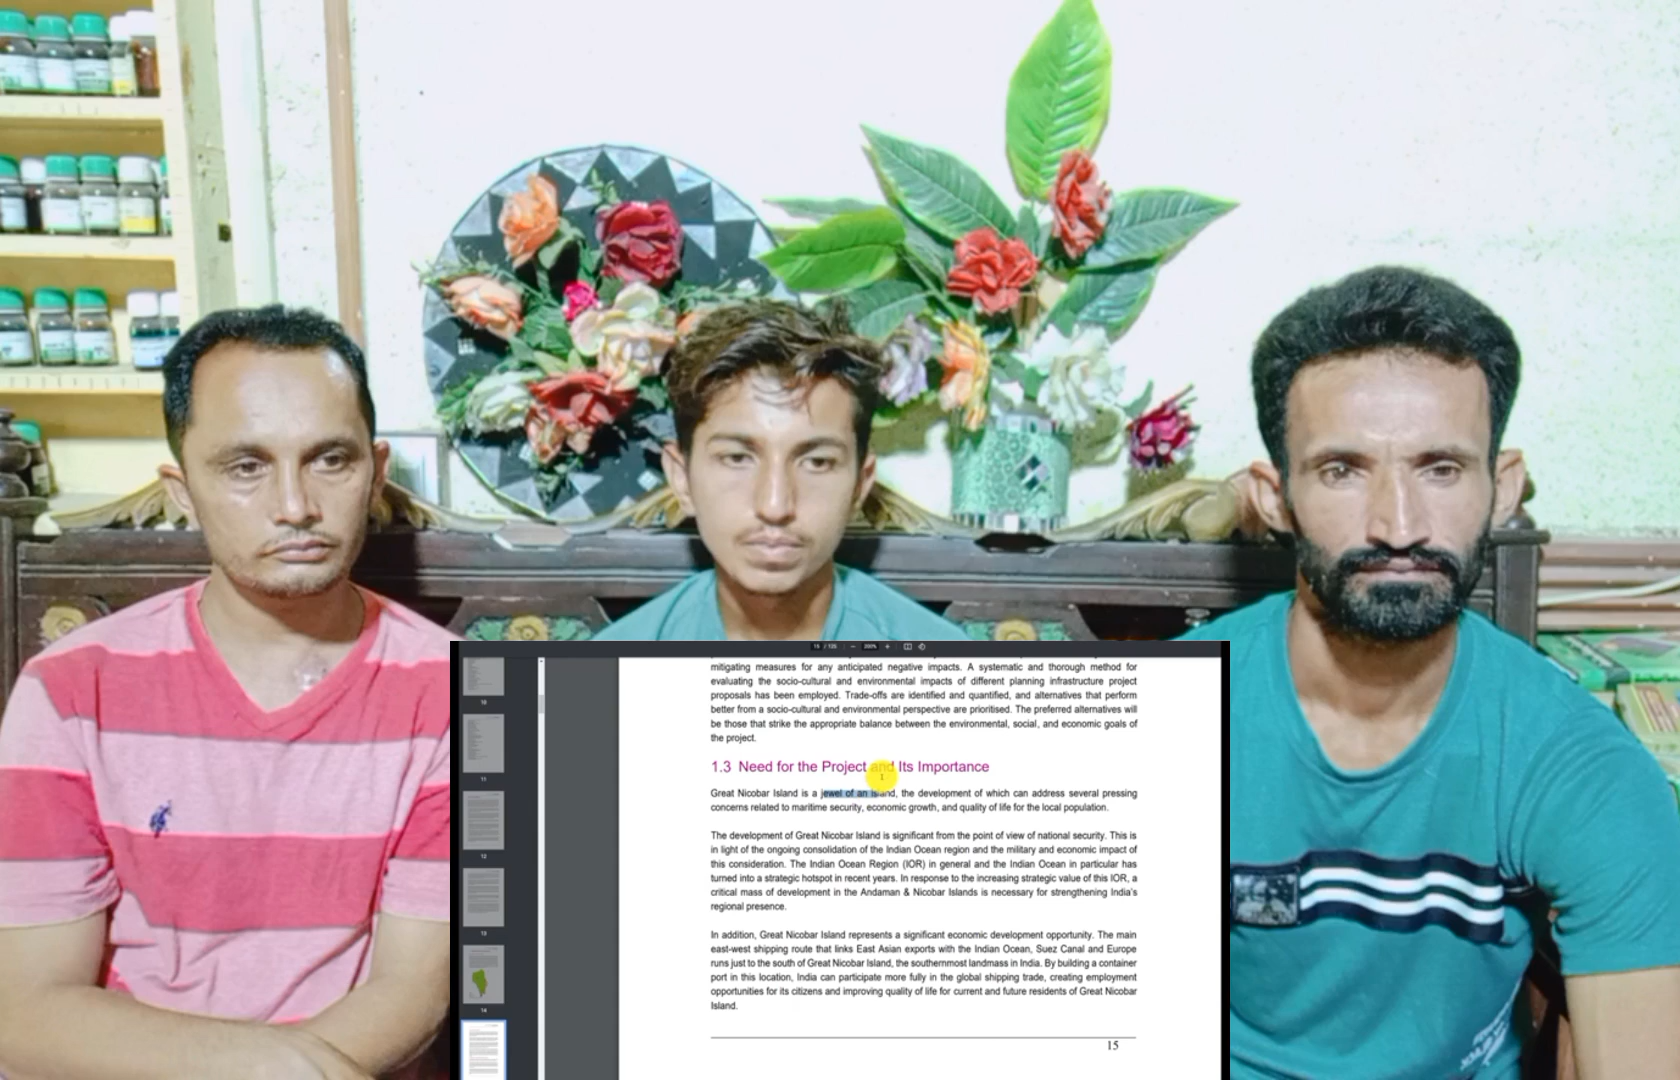 15 / 125 — 200% +
mitigating measures for any anticipated negative impacts. A systematic and thorough method for
evaluating the socio-cultural and environmental impacts of different planning infrastructure project
proposals has been employed. Trade-offs are identified and quantified, and alternatives that perform
better from a socio-cultural and environmental perspective are prioritised. The preferred alternatives will
be those that strike the appropriate balance between the environmental, social, and economic goals of
the project.
1.3 Need for the Project and Its Importance
Great Nicobar Island is a jewel of an island, the development of which can address several pressing
concerns related to maritime security, economic growth, and quality of life for the local population.
The development of Great Nicobar Island is significant from the point of view of national security. This is
in light of the ongoing consolidation of the Indian Ocean region and the military and economic impact of
this consideration. The Indian Ocean Region (IOR) in general and the Indian Ocean in particular has
turned into a strategic hotspot in recent years. In response to the increasing strategic value of this IOR, a
critical mass of development in the Andaman & Nicobar Islands is necessary for strengthening India's
regional presence.
In addition, Great Nicobar Island represents a significant economic development opportunity. The main
east-west shipping route that links East Asian exports with the Indian Ocean, Suez Canal and Europe
runs just to the south of Great Nicobar Island, the southernmost landmass in India. By building a container
port in this location, India can participate more fully in the global shipping trade, creating employment
opportunities for its citizens and improving quality of life for current and future residents of Great Nicobar
Island.
15
10
11
12
13
14